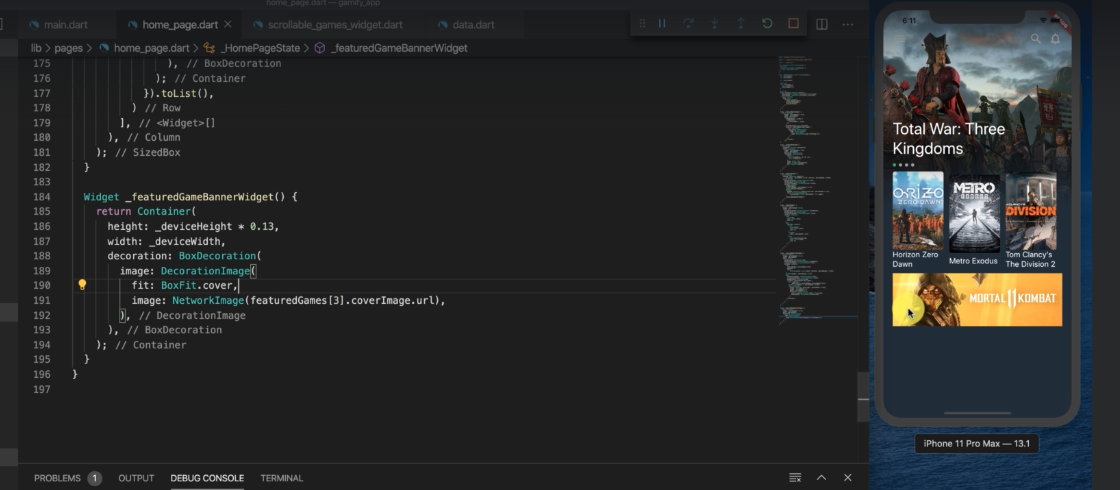 home_page.dart — gamify_app
main.dart
home_page.dart
scrollable_games_widget.dart
data.dart
lib > pages > home_page.dart > _HomePageState > _featuredGameBannerWidget
175 ), // BoxDecoration
176 ); // Container
177 }).toList(),
178 ) // Row
179 ], // <Widget>[]
180 ), // Column
181 ); // SizedBox
182 }
183
184 Widget _featuredGameBannerWidget() {
185 return Container(
186 height: _deviceHeight * 0.13,
187 width: _deviceWidth,
188 decoration: BoxDecoration(
189 image: DecorationImage(
190 fit: BoxFit.cover,
191 image: NetworkImage(featuredGames[3].coverImage.url),
192 ), // DecorationImage
193 ), // BoxDecoration
194 ); // Container
195 }
196 }
197
PROBLEMS 1 OUTPUT DEBUG CONSOLE TERMINAL
6:11
Total War: Three
Kingdoms
METRO
EXODUS
DIVISION
Horizon Zero
Dawn
Metro Exodus
Tom Clancy's
The Division 2
MORTAL 11 KOMBAT
iPhone 11 Pro Max — 13.1